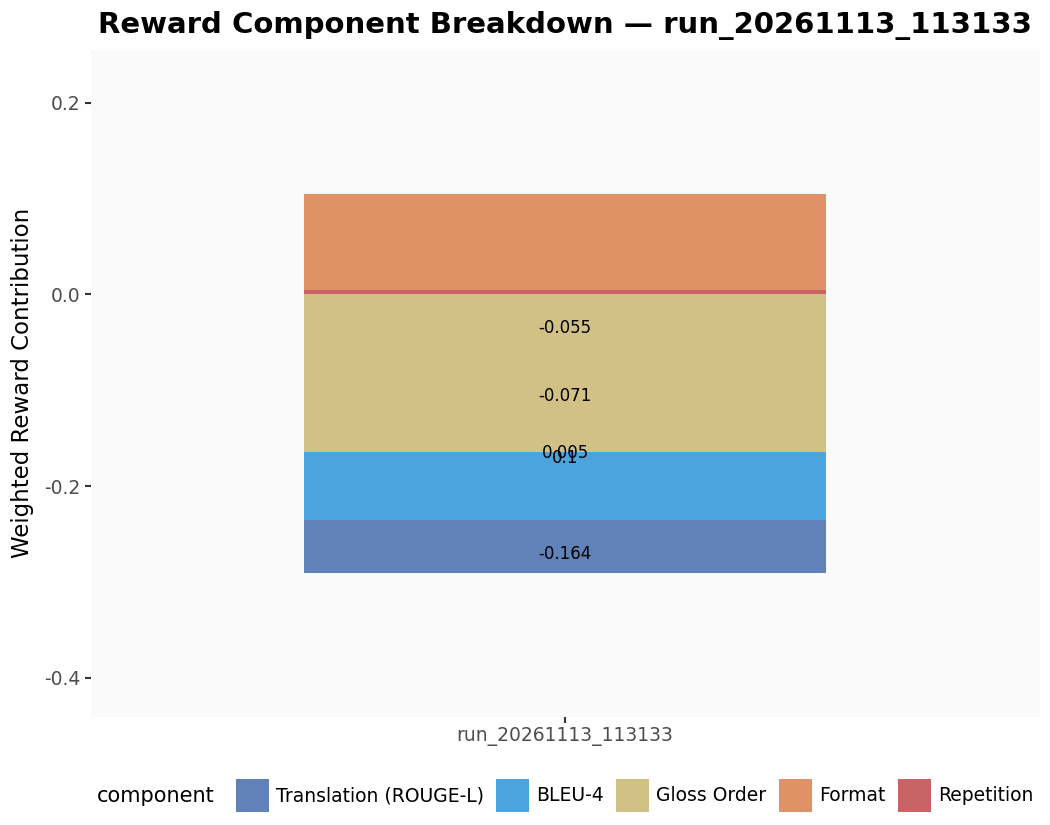 Reward Component Breakdown — run_20261113_113133
Weighted Reward Contribution
0.2
0.0
-0.2
-0.4
-0.055
-0.071
0.005
0.1
-0.164
run_20261113_113133
component Translation (ROUGE-L) BLEU-4 Gloss Order Format Repetition